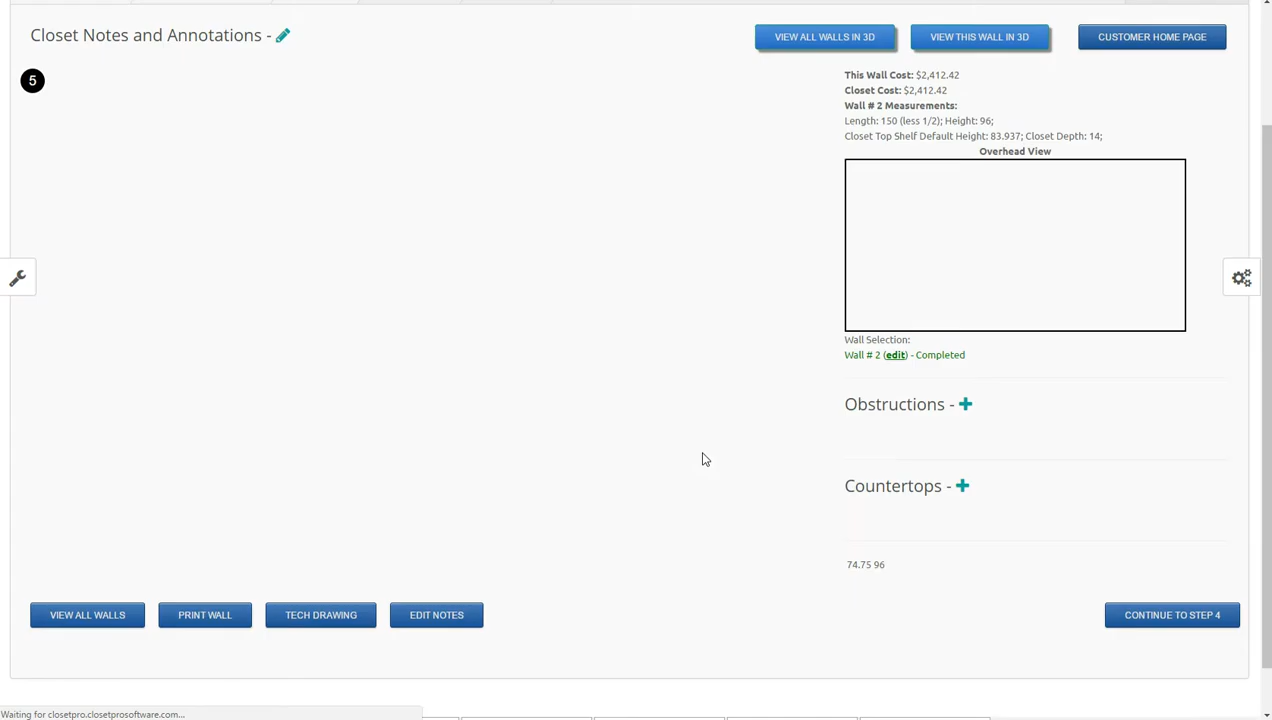 Closet Notes and Annotations -
VIEW ALL WALLS IN 3D
VIEW THIS WALL IN 3D
CUSTOMER HOME PAGE
5
This Wall Cost: $2,412.42
Closet Cost: $2,412.42
Wall # 2 Measurements:
Length: 150 (less 1/2); Height: 96;
Closet Top Shelf Default Height: 83.937; Closet Depth: 14;
Overhead View
Wall Selection:
Wall # 2 (edit) - Completed
Obstructions -
Countertops -
74.75 96
VIEW ALL WALLS
PRINT WALL
TECH DRAWING
EDIT NOTES
CONTINUE TO STEP 4
Waiting for closetpro.closetprosoftware.com...